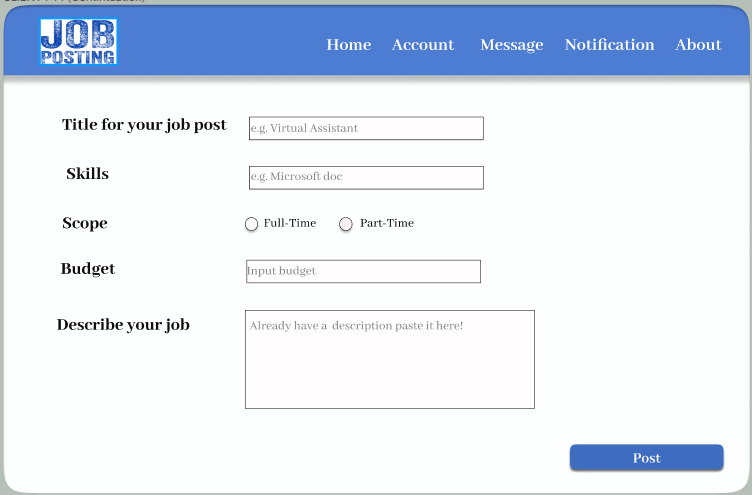 JOB
POSTING
Home Account Message Notification About
Title for your job post e.g. Virtual Assistant
Skills e.g. Microsoft doc
Scope Full-Time Part-Time
Budget Input budget
Describe your job Already have a description paste it here!
Post